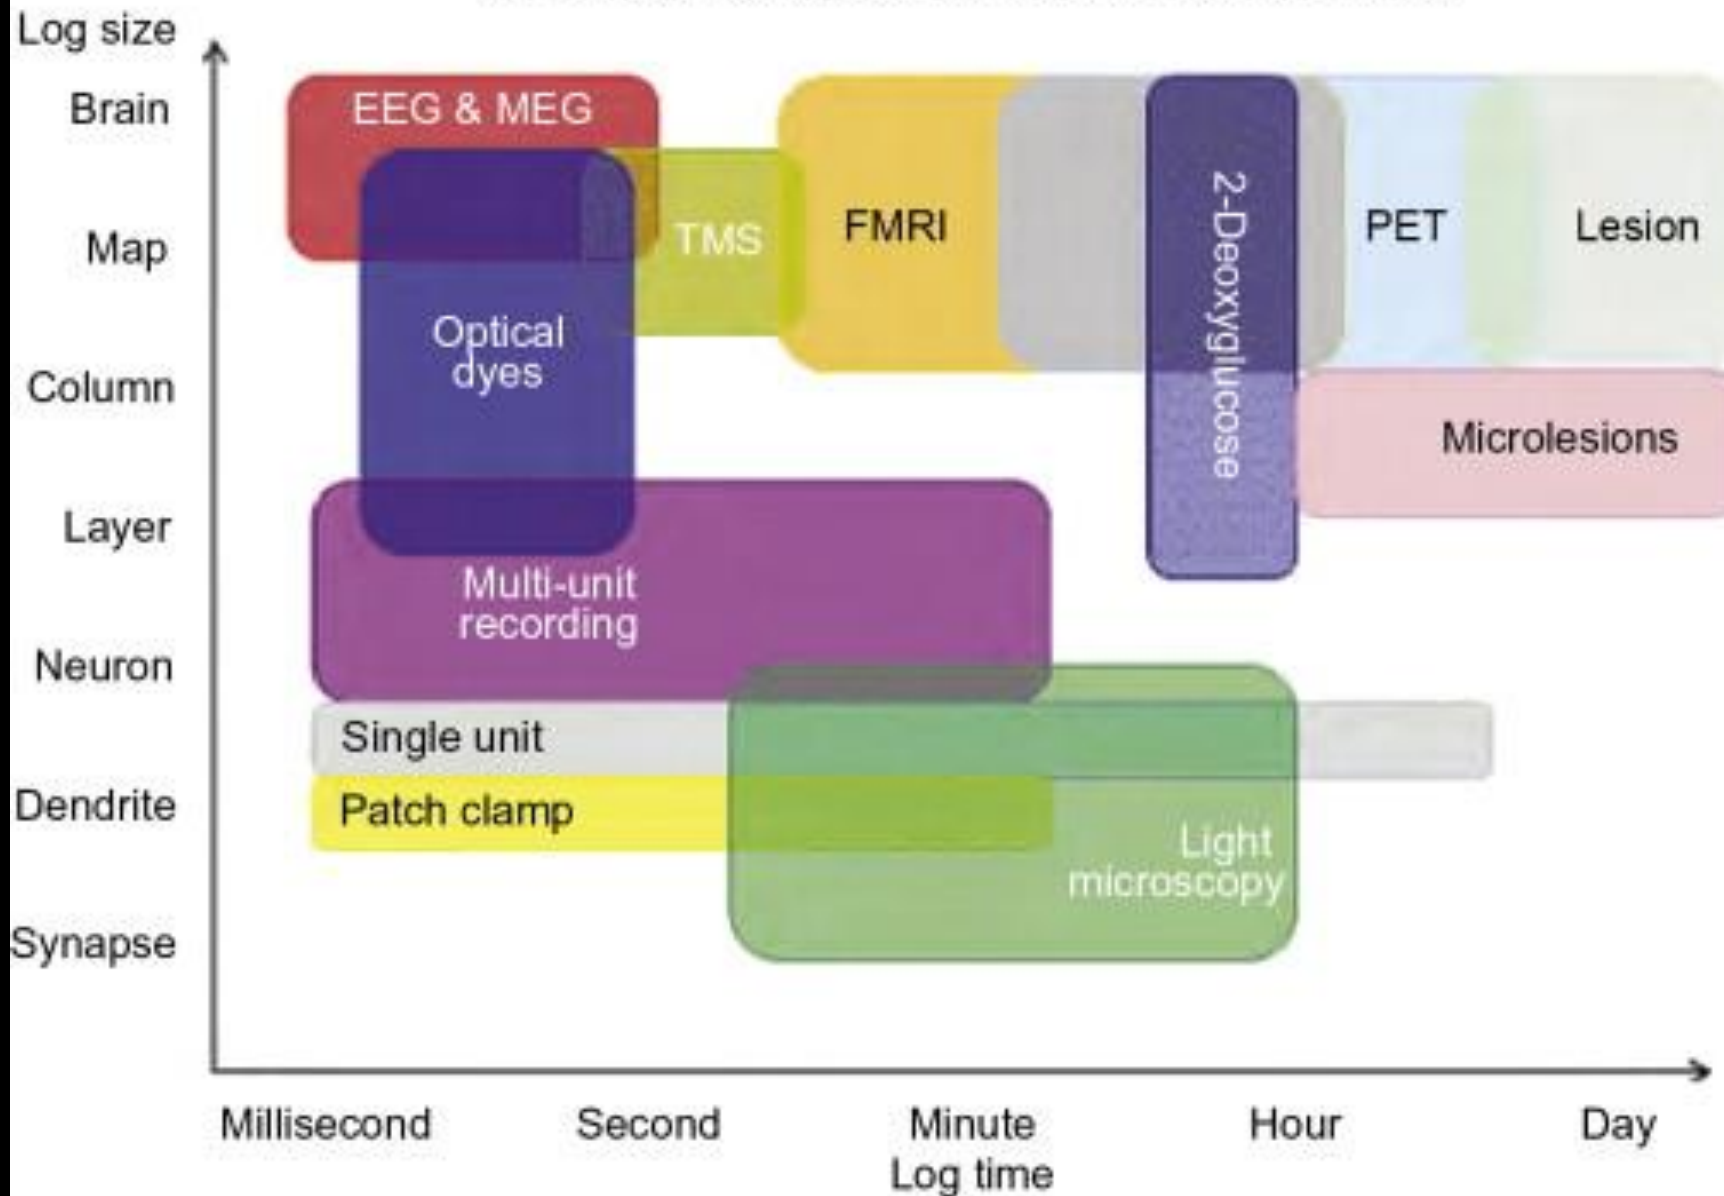 Log size
Brain
Map
Column
Layer
Neuron
Dendrite
Synapse
EEG & MEG
TMS
FMRI
2-Deoxyglucose
PET
Lesion
Optical
dyes
Microlesions
Multi-unit
recording
Single unit
Patch clamp
Light
microscopy
Millisecond
Second
Minute
Hour
Day
Log time